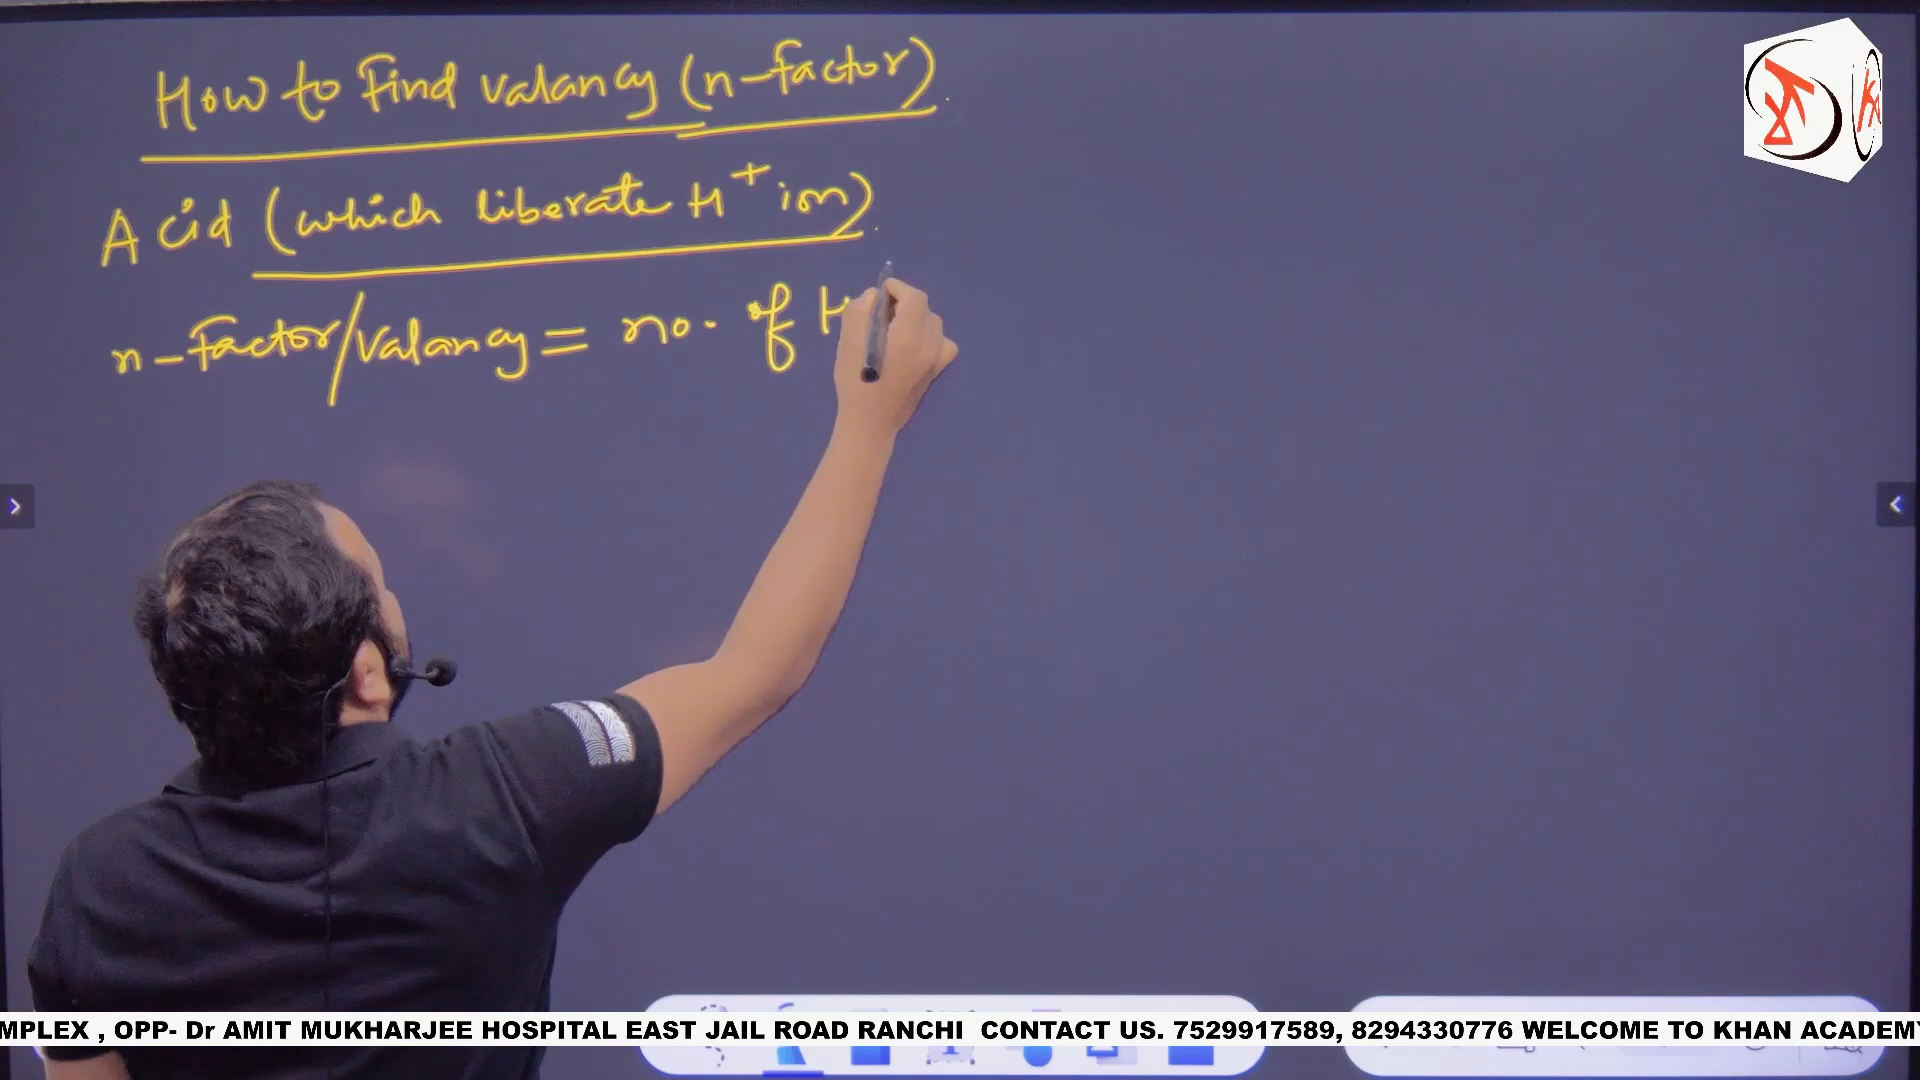 How to Find valancy (n-factor).
Acid (which liberate H+ ion).
n-Factor/valancy = no. of H
MPLEX , OPP- Dr AMIT MUKHARJEE HOSPITAL EAST JAIL ROAD RANCHI CONTACT US. 7529917589, 8294330776 WELCOME TO KHAN ACADEMY